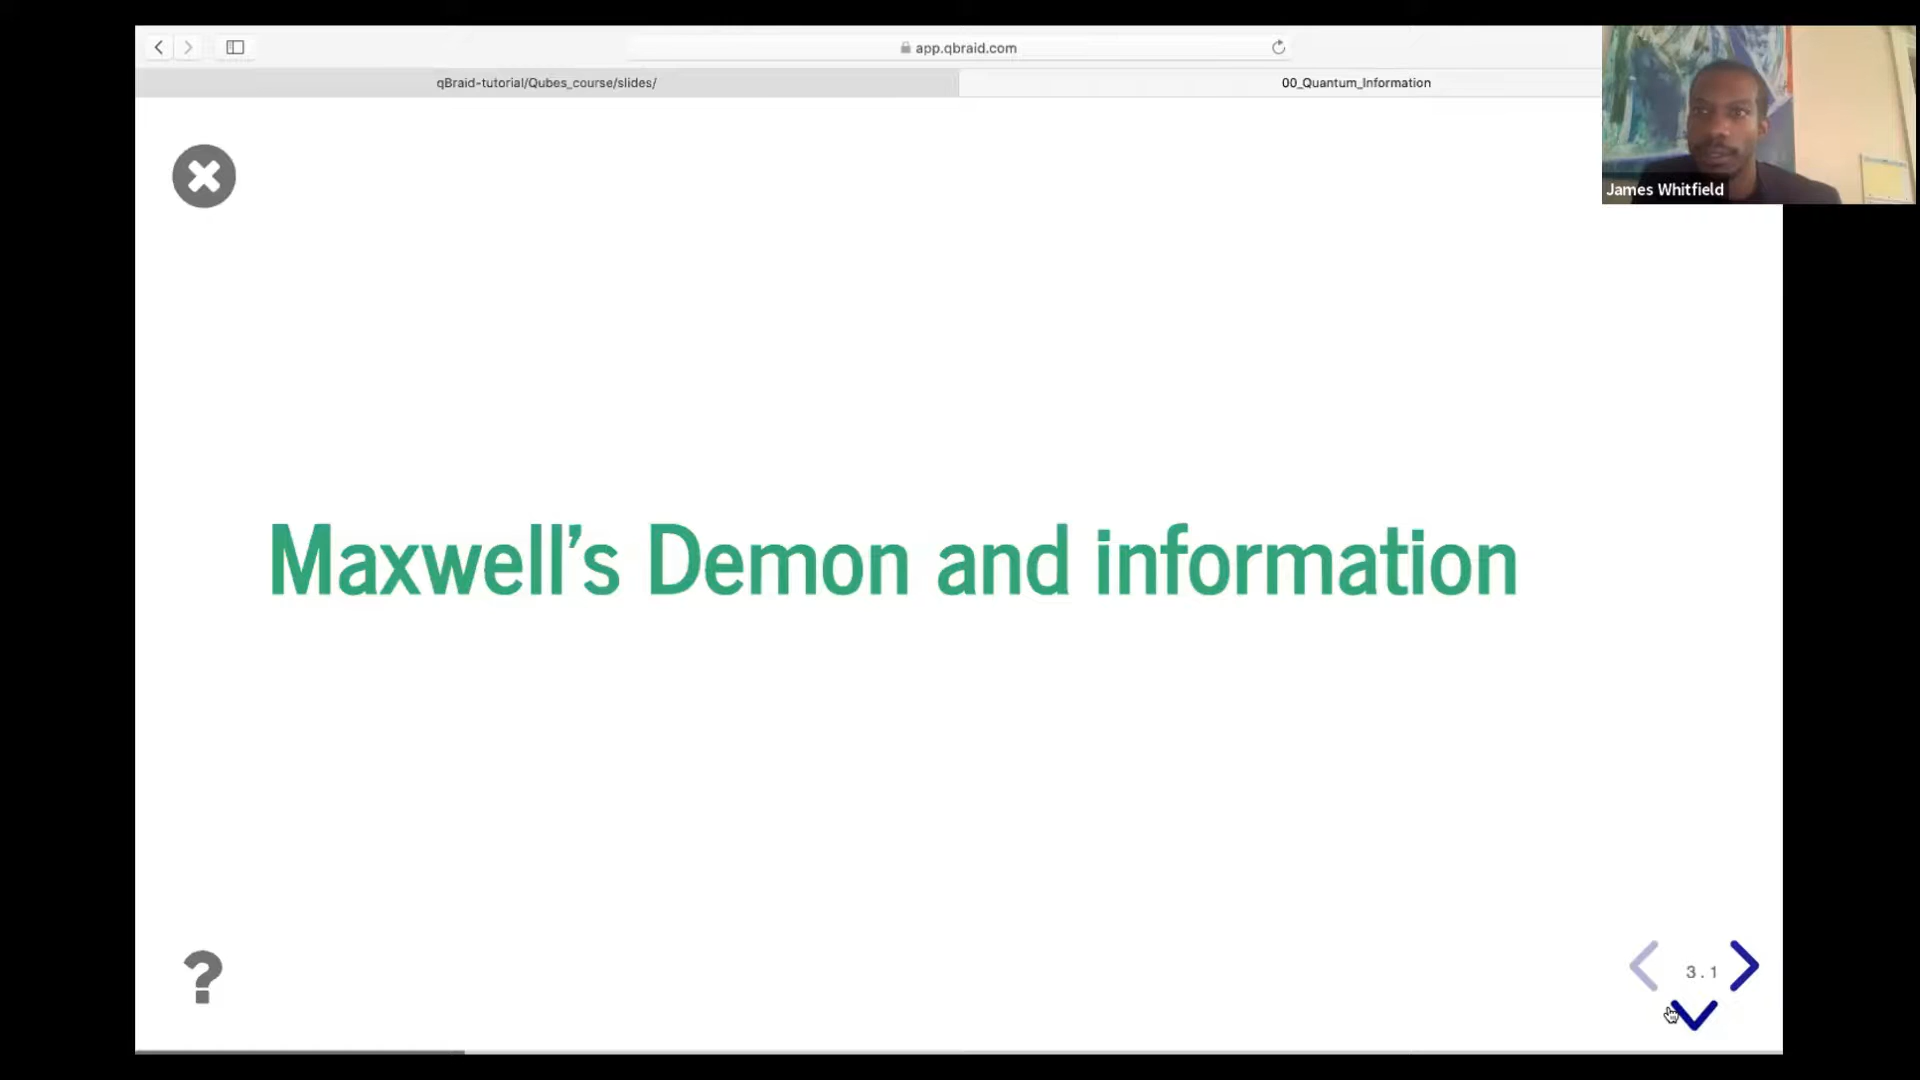 app.qbraid.com
qBraid-tutorial/Qubes_course/slides/
00_Quantum_Information
James Whitfield
Maxwell's Demon and information
?
3.1